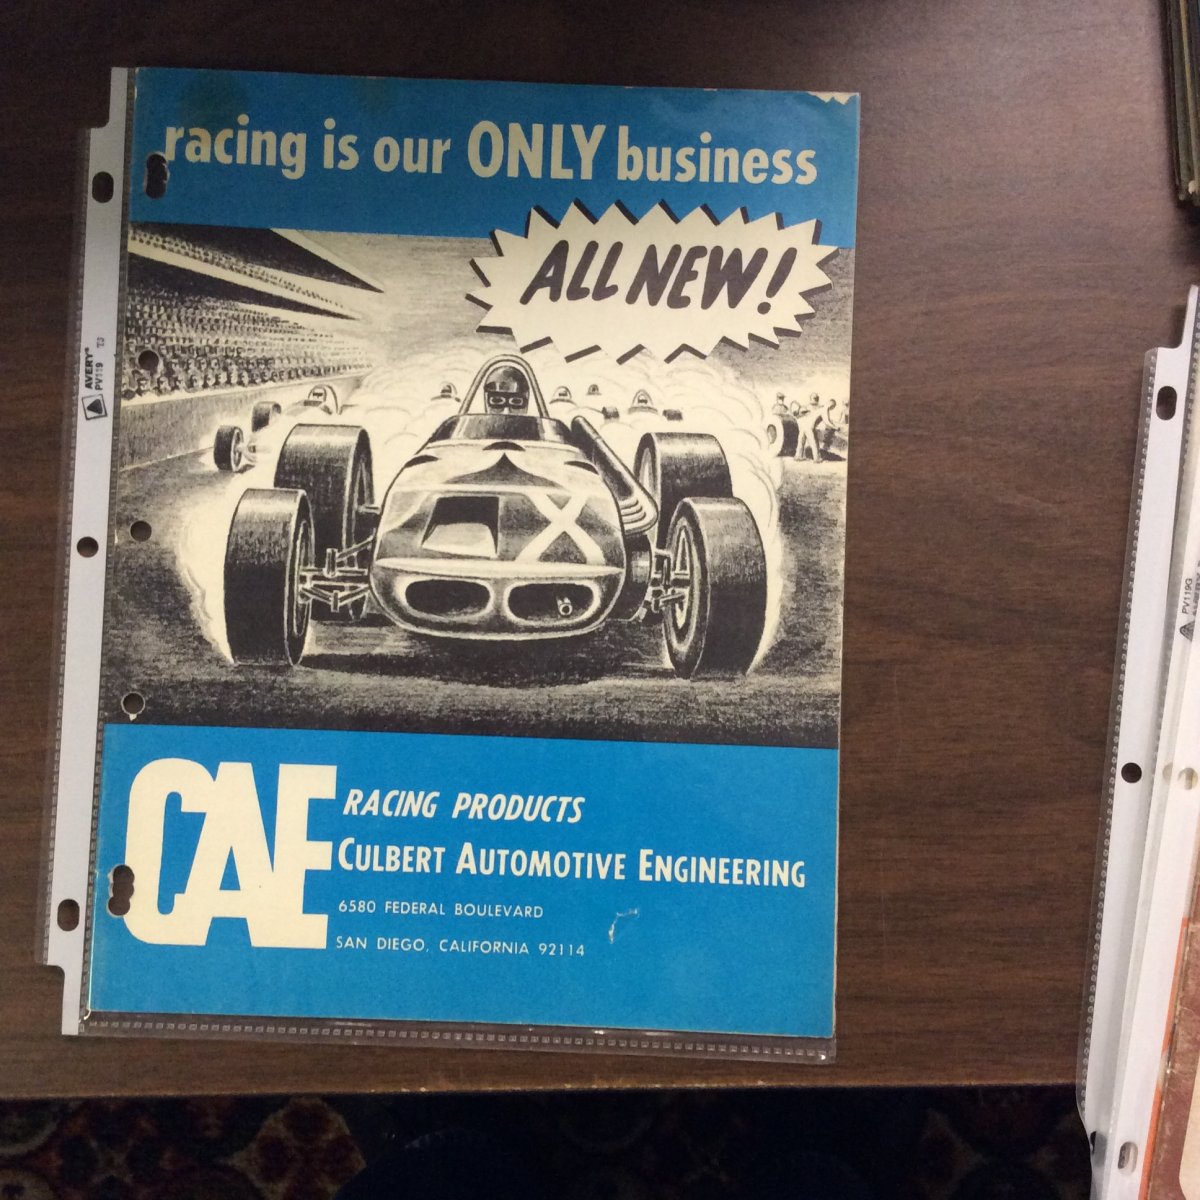 racing is our ONLY business
ALL NEW!
X
AVERY®
PV119
CAE
RACING PRODUCTS
CULBERT AUTOMOTIVE ENGINEERING
6580 FEDERAL BOULEVARD
SAN DIEGO, CALIFORNIA 92114
PV119G